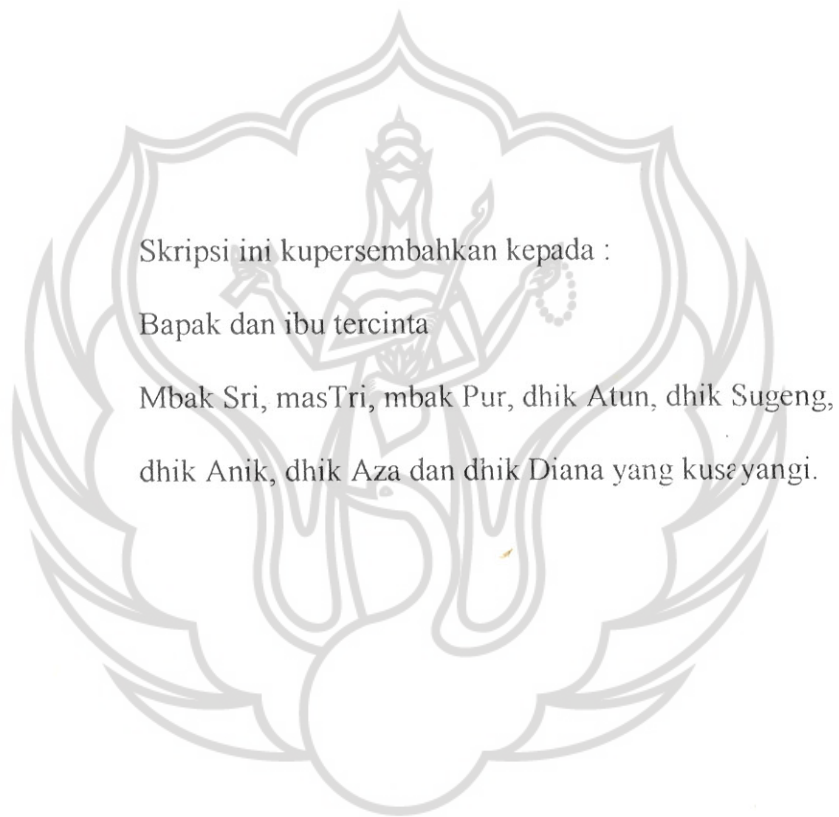 Skripsi ini kupersembahkan kepada :
Bapak dan ibu tercinta
Mbak Sri, masTri, mbak Pur, dhik Atun, dhik Sugeng,
dhik Anik, dhik Aza dan dhik Diana yang kusayangi.